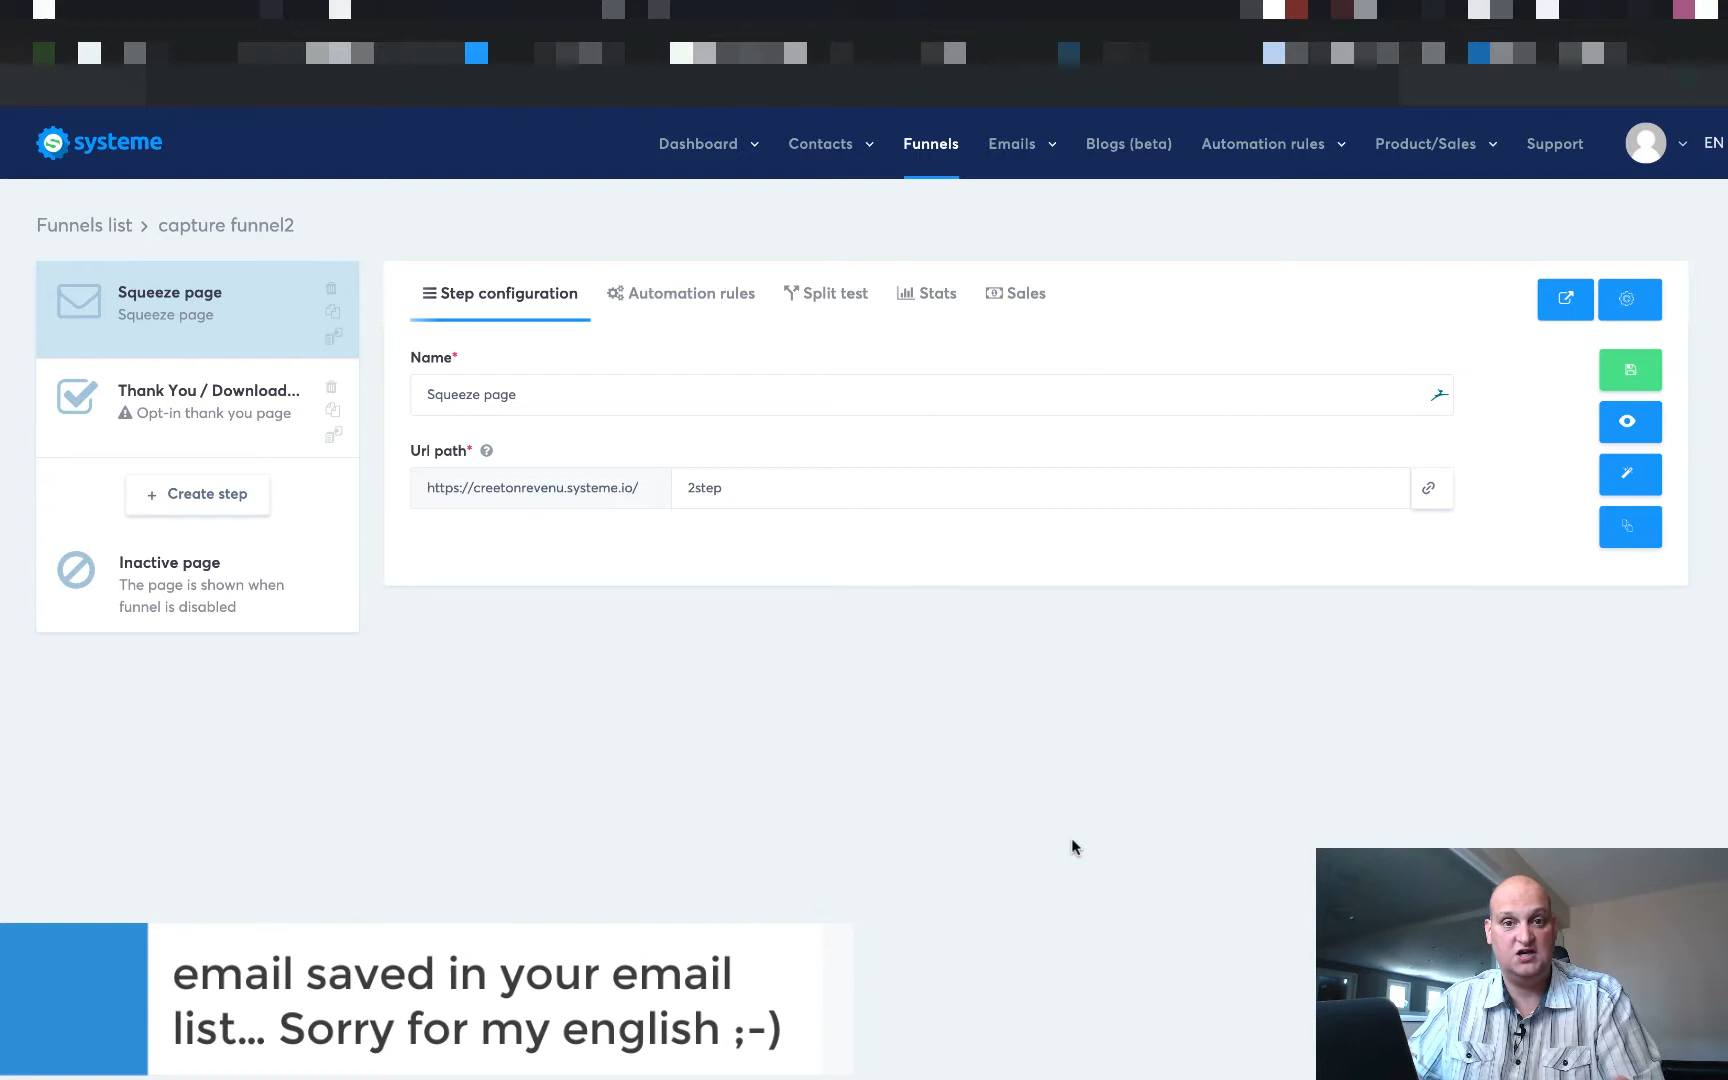 systeme
Dashboard Contacts Funnels Emails Blogs (beta) Automation rules Product/Sales Support EN
Funnels list > capture funnel2
Squeeze page
Squeeze page
Thank You / Download...
Opt-in thank you page
+ Create step
Inactive page
The page is shown when
funnel is disabled
Step configuration Automation rules Split test Stats Sales
Name*
Squeeze page
Url path* ?
https://creetonrevenu.systeme.io/ 2step
email saved in your email
list... Sorry for my english ;-)